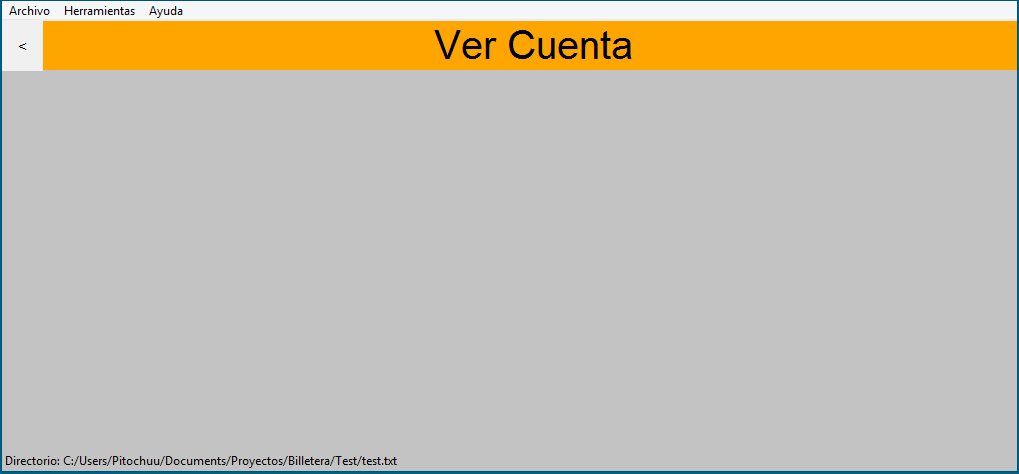 Archivo Herramientas Ayuda
< Ver Cuenta
Directorio: C:/Users/Pitochuu/Documents/Proyectos/Billetera/Test/test.txt